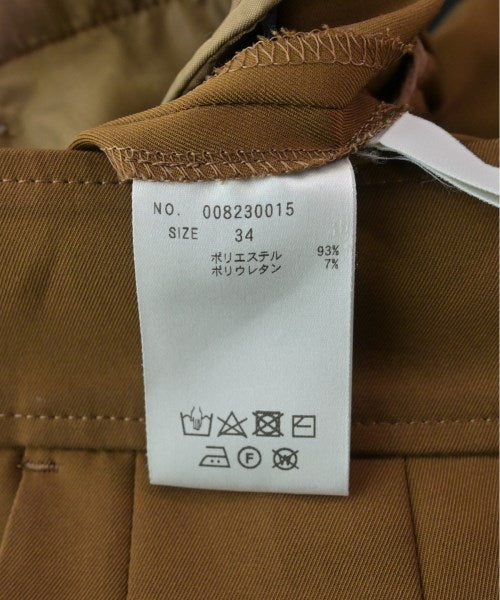 NO. 008230015
SIZE 34
ポリエステル 93%
ポリウレタン 7%
F
W